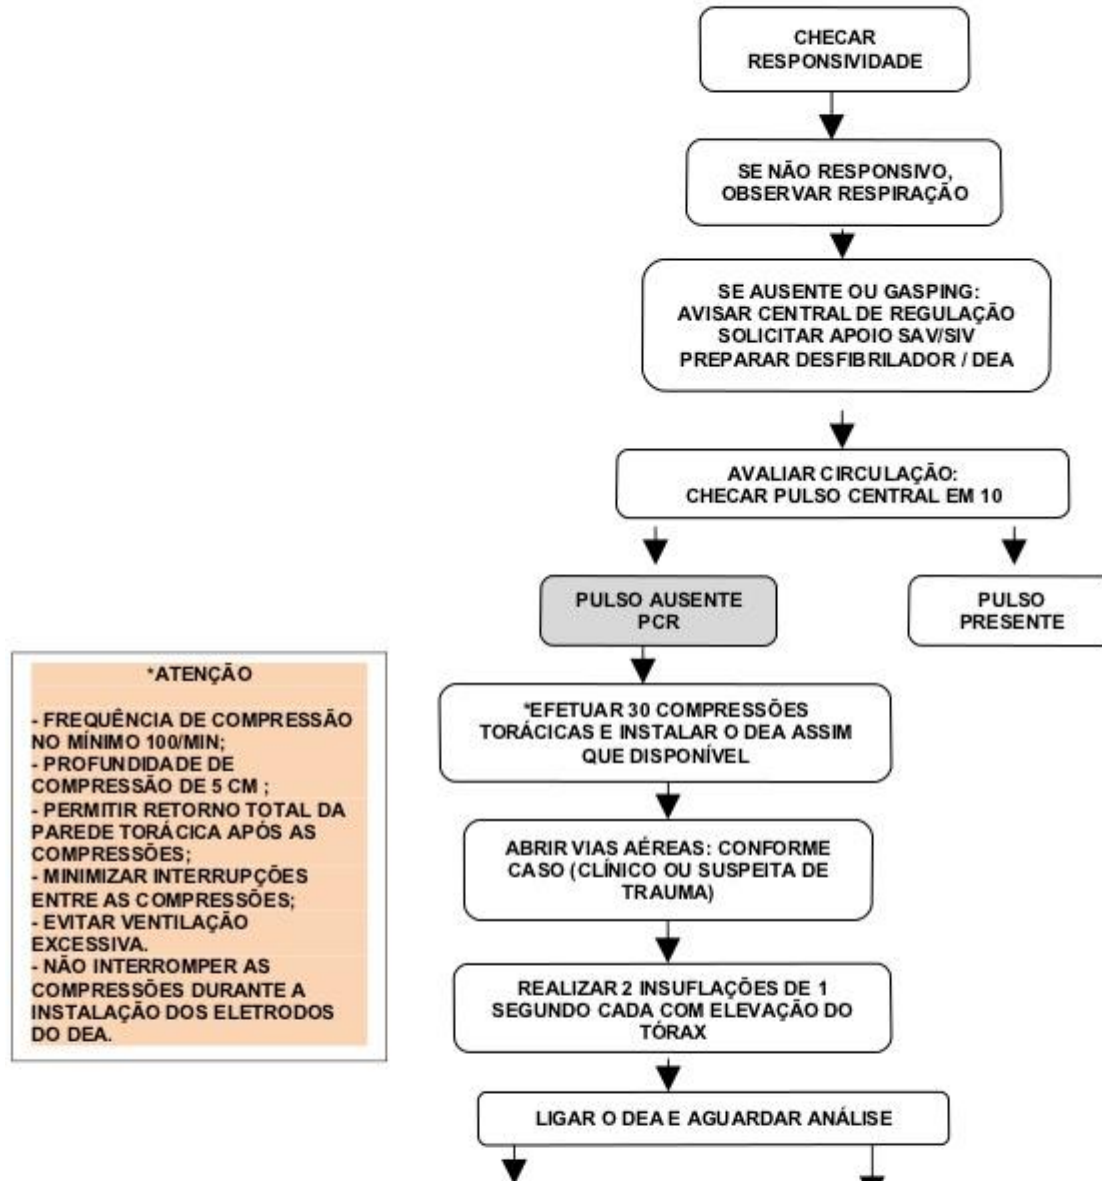 CHECAR
RESPONSIVIDADE
SE NÃO RESPONSIVO,
OBSERVAR RESPIRAÇÃO
SE AUSENTE OU GASPING:
AVISAR CENTRAL DE REGULAÇÃO
SOLICITAR APOIO SAV/SIV
PREPARAR DESFIBRILADOR / DEA
AVALIAR CIRCULAÇÃO:
CHECAR PULSO CENTRAL EM 10
PULSO AUSENTE
PCR
PULSO
PRESENTE
*ATENÇÃO
- FREQUÊNCIA DE COMPRESSÃO
NO MÍNIMO 100/MIN;
- PROFUNDIDADE DE
COMPRESSÃO DE 5 CM ;
- PERMITIR RETORNO TOTAL DA
PAREDE TORÁCICA APÓS AS
COMPRESSÕES;
- MINIMIZAR INTERRUPÇÕES
ENTRE AS COMPRESSÕES;
- EVITAR VENTILAÇÃO
EXCESSIVA.
- NÃO INTERROMPER AS
COMPRESSÕES DURANTE A
INSTALAÇÃO DOS ELETRODOS
DO DEA.
*EFETUAR 30 COMPRESSÕES
TORÁCICAS E INSTALAR O DEA ASSIM
QUE DISPONÍVEL
ABRIR VIAS AÉREAS: CONFORME
CASO (CLÍNICO OU SUSPEITA DE
TRAUMA)
REALIZAR 2 INSUFLAÇÕES DE 1
SEGUNDO CADA COM ELEVAÇÃO DO
TÓRAX
LIGAR O DEA E AGUARDAR ANÁLISE